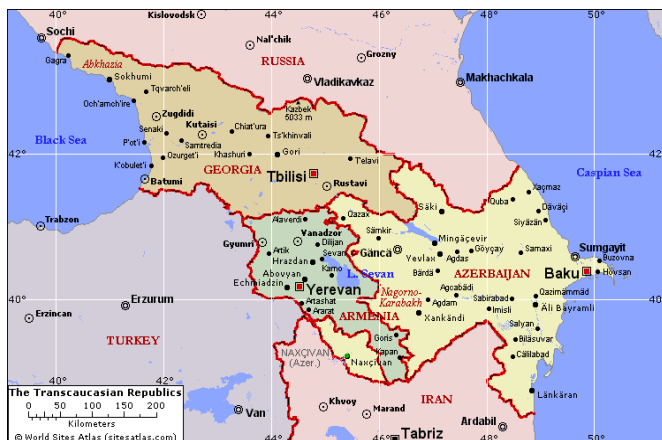 Kislovodsk
44°
46°
48°
50°
Sochi
Nal'chik
Grozny
Gagra
Abkhazia
RUSSIA
Sokhumi
Vladikavkaz
Makhachkala
Tqvarch'eli
Och'amch'ire
Kazbek
5033 m
Zugdidi
Kutaisi
Chiat'ura
Senaki
Ts'khinvali
Black Sea
P'ot'i
Samtredia
42°
Ozurget'i
Khashuri
Gori
Telavi
42°
K'obulet'i
GEORGIA
Caspian Sea
Batumi
Tbilisi
Rustavi
Xaçmaz
Quba
Däväçi
Säki
Siyäzän
Trabzon
Alaverdi
Qazax
Vanadzor
Sämkir
Gyumri
Dilijan
Gäncä
Mingäçevir
Göyçay
Samaxi
Sumgayit
Artik
Sevan
Yevlax
Agdas
Buzovna
Hrazdan
Kamo
Bärdä
AZERBAIJAN
Baku
Hövsan
Abovyan
L. Sevan
Echmiadzin
Yerevan
Nagorno-
Karabakh
Agcabädi
Qazimämmäd
40°
Erzurum
Artashat
Agdam
Sabirabad
Äli Bayramli
40°
Erzincan
Ararat
ARMENIA
Xankändi
Imisli
Salyan
TURKEY
Goris
Biläsuvar
NAXÇIVAN
(Azer.)
Naxçivan
Kapan
Cälilabad
40°
42°
The Transcaucasian Republics
Länkäran
0 50 100 150 200
Kilometers
Van
Khvoy
IRAN
Marand
Ardabil
© World Sites Atlas (sitesatlas.com)
44°
Tabriz
46°
48°
50°